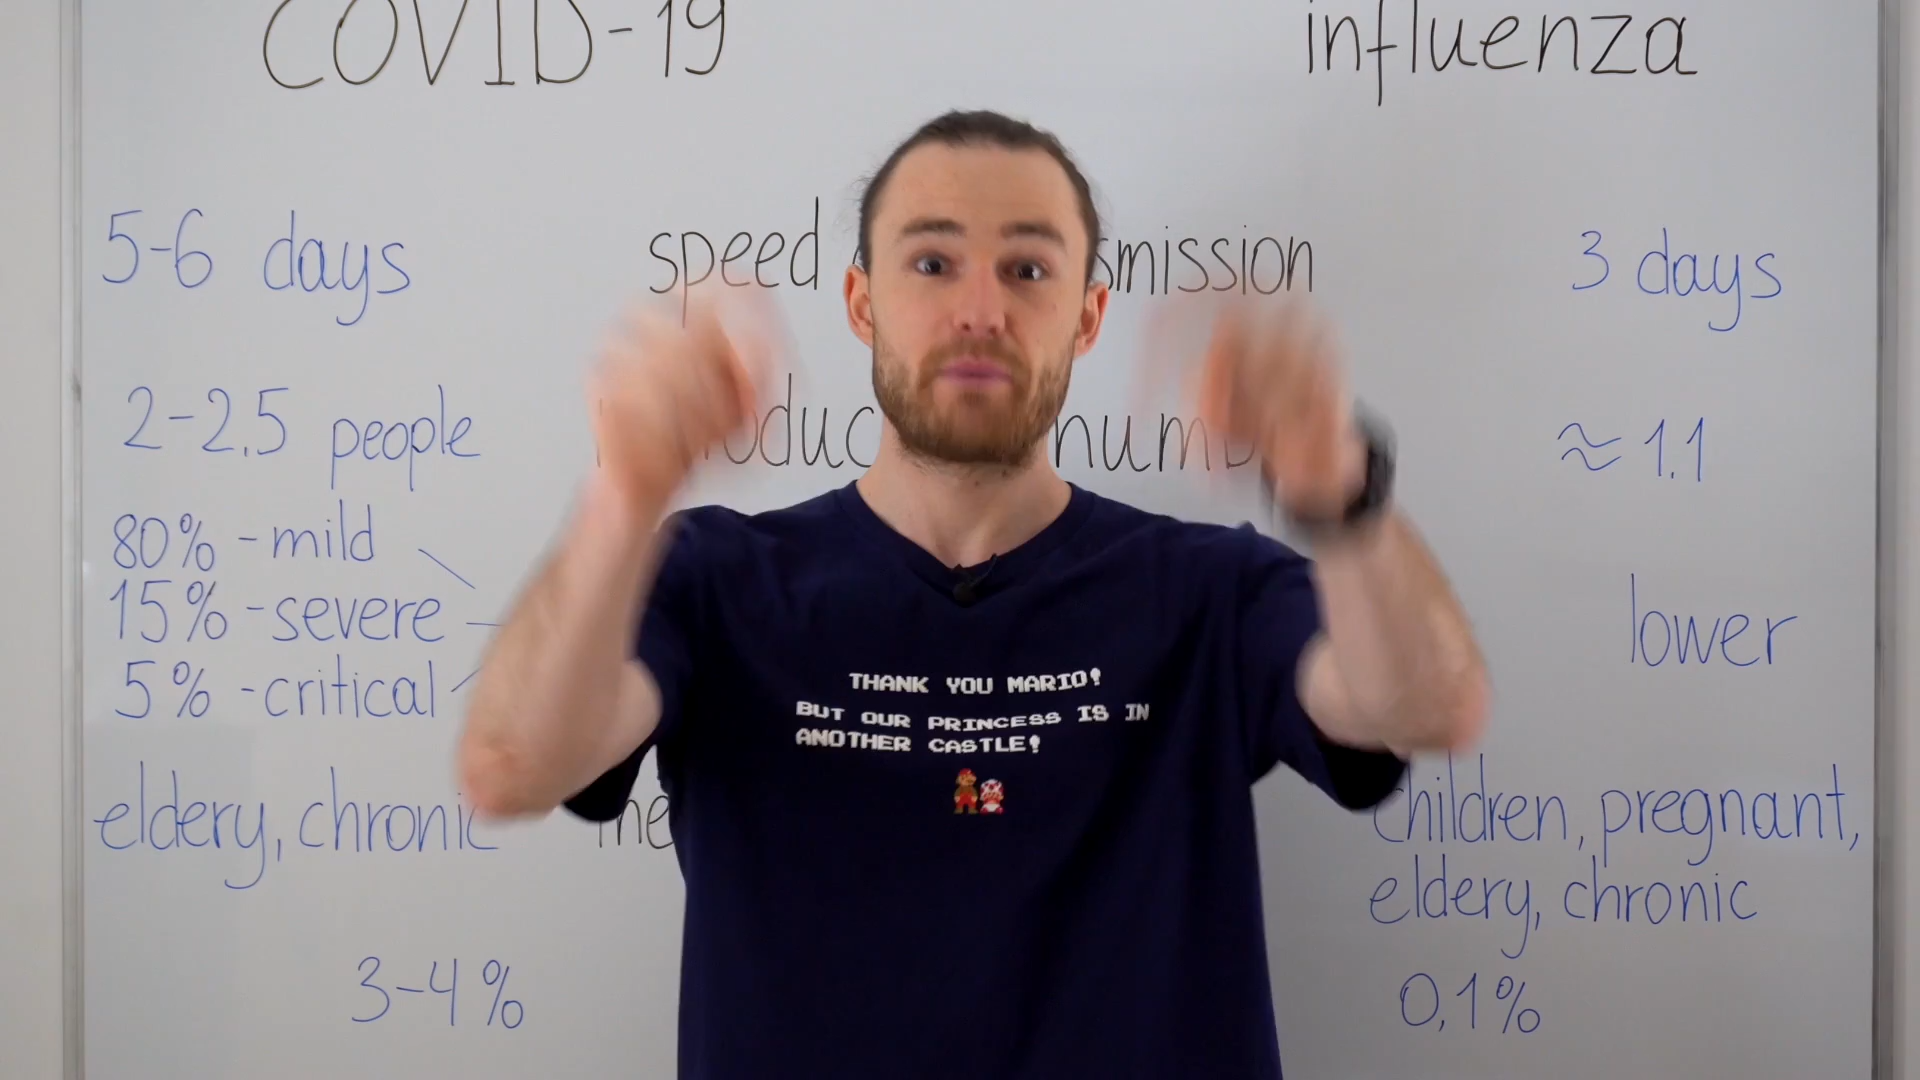 COVID-19 influenza
5-6 days speed smission 3 days
2-2.5 people oduc numb ≈ 1.1
80% - mild
15% - severe lower
5% - critical
THANK YOU MARIO!
BUT OUR PRINCESS IS IN
ANOTHER CASTLE!
eldery, chronic the children, pregnant,
eldery, chronic
3-4% 0,1%